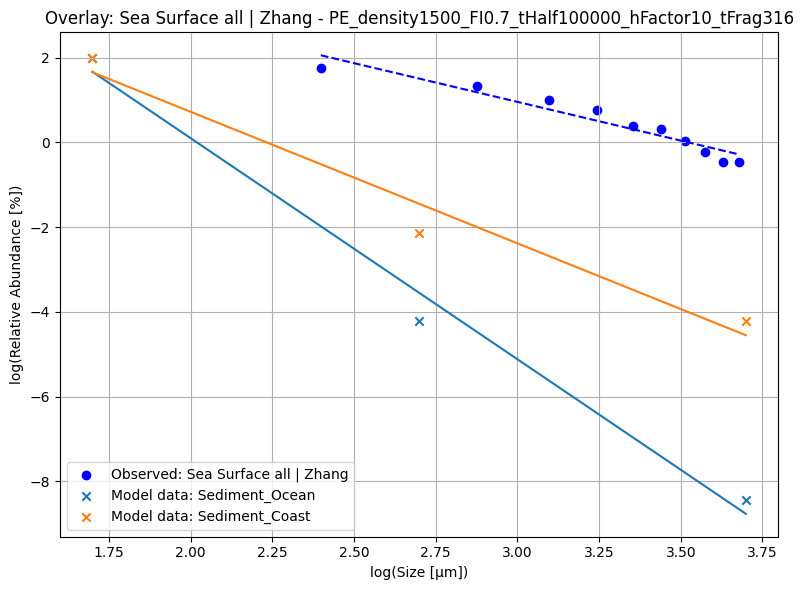 Overlay: Sea Surface all | Zhang - PE_density1500_FI0.7_tHalf100000_hFactor10_tFrag316
log(Relative Abundance [%])
2
0
−2
−4
−6
−8
Observed: Sea Surface all | Zhang
Model data: Sediment_Ocean
Model data: Sediment_Coast
1.75
2.00
2.25
2.50
2.75
3.00
3.25
3.50
3.75
log(Size [μm])